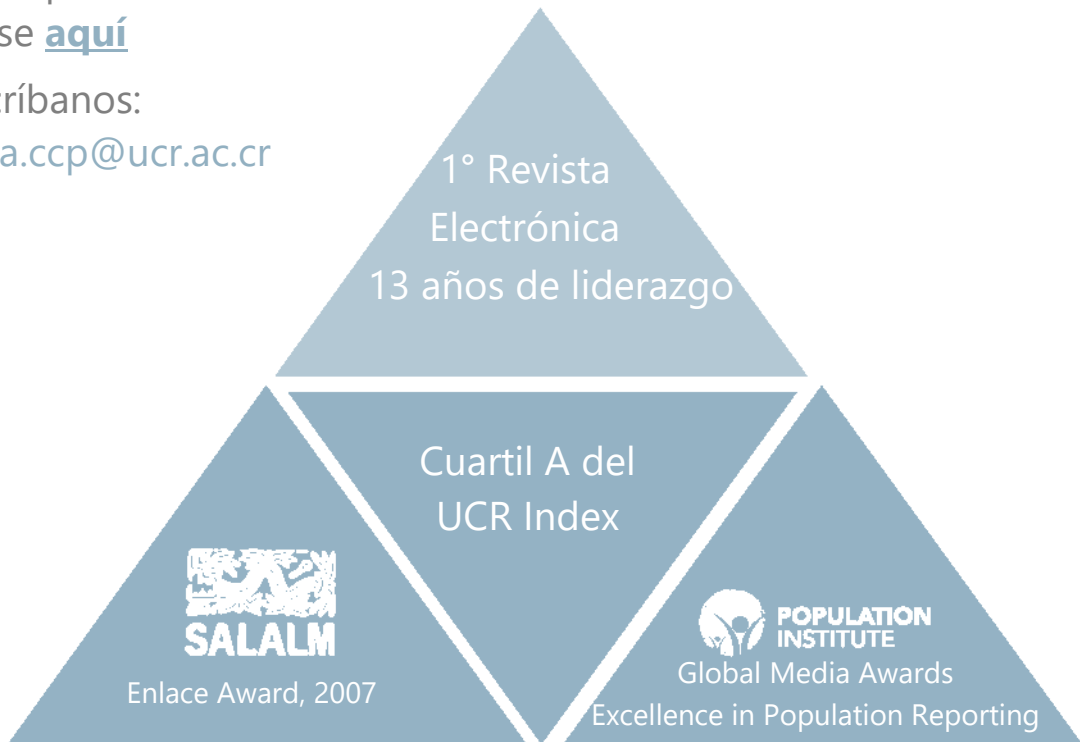 se aquí
críbanos:
a.ccp@ucr.ac.cr
1° Revista
Electrónica
13 años de liderazgo
Cuartil A del
UCR Index
SALALM
Enlace Award, 2007
POPULATION
INSTITUTE
Global Media Awards
Excellence in Population Reporting